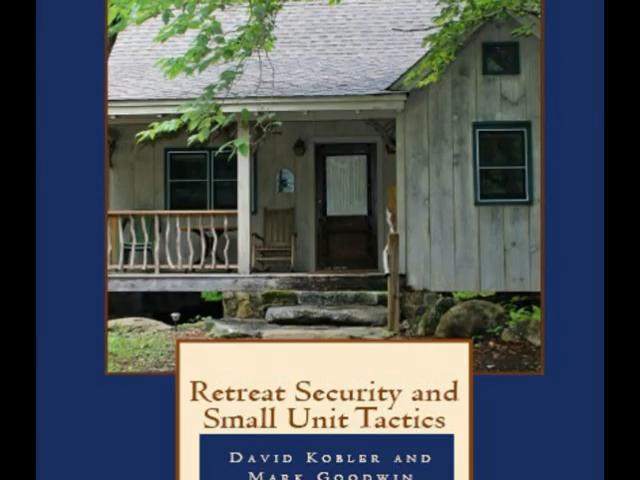 Retreat Security and
Small Unit Tactics
David Kobler and
Mark Goodwin